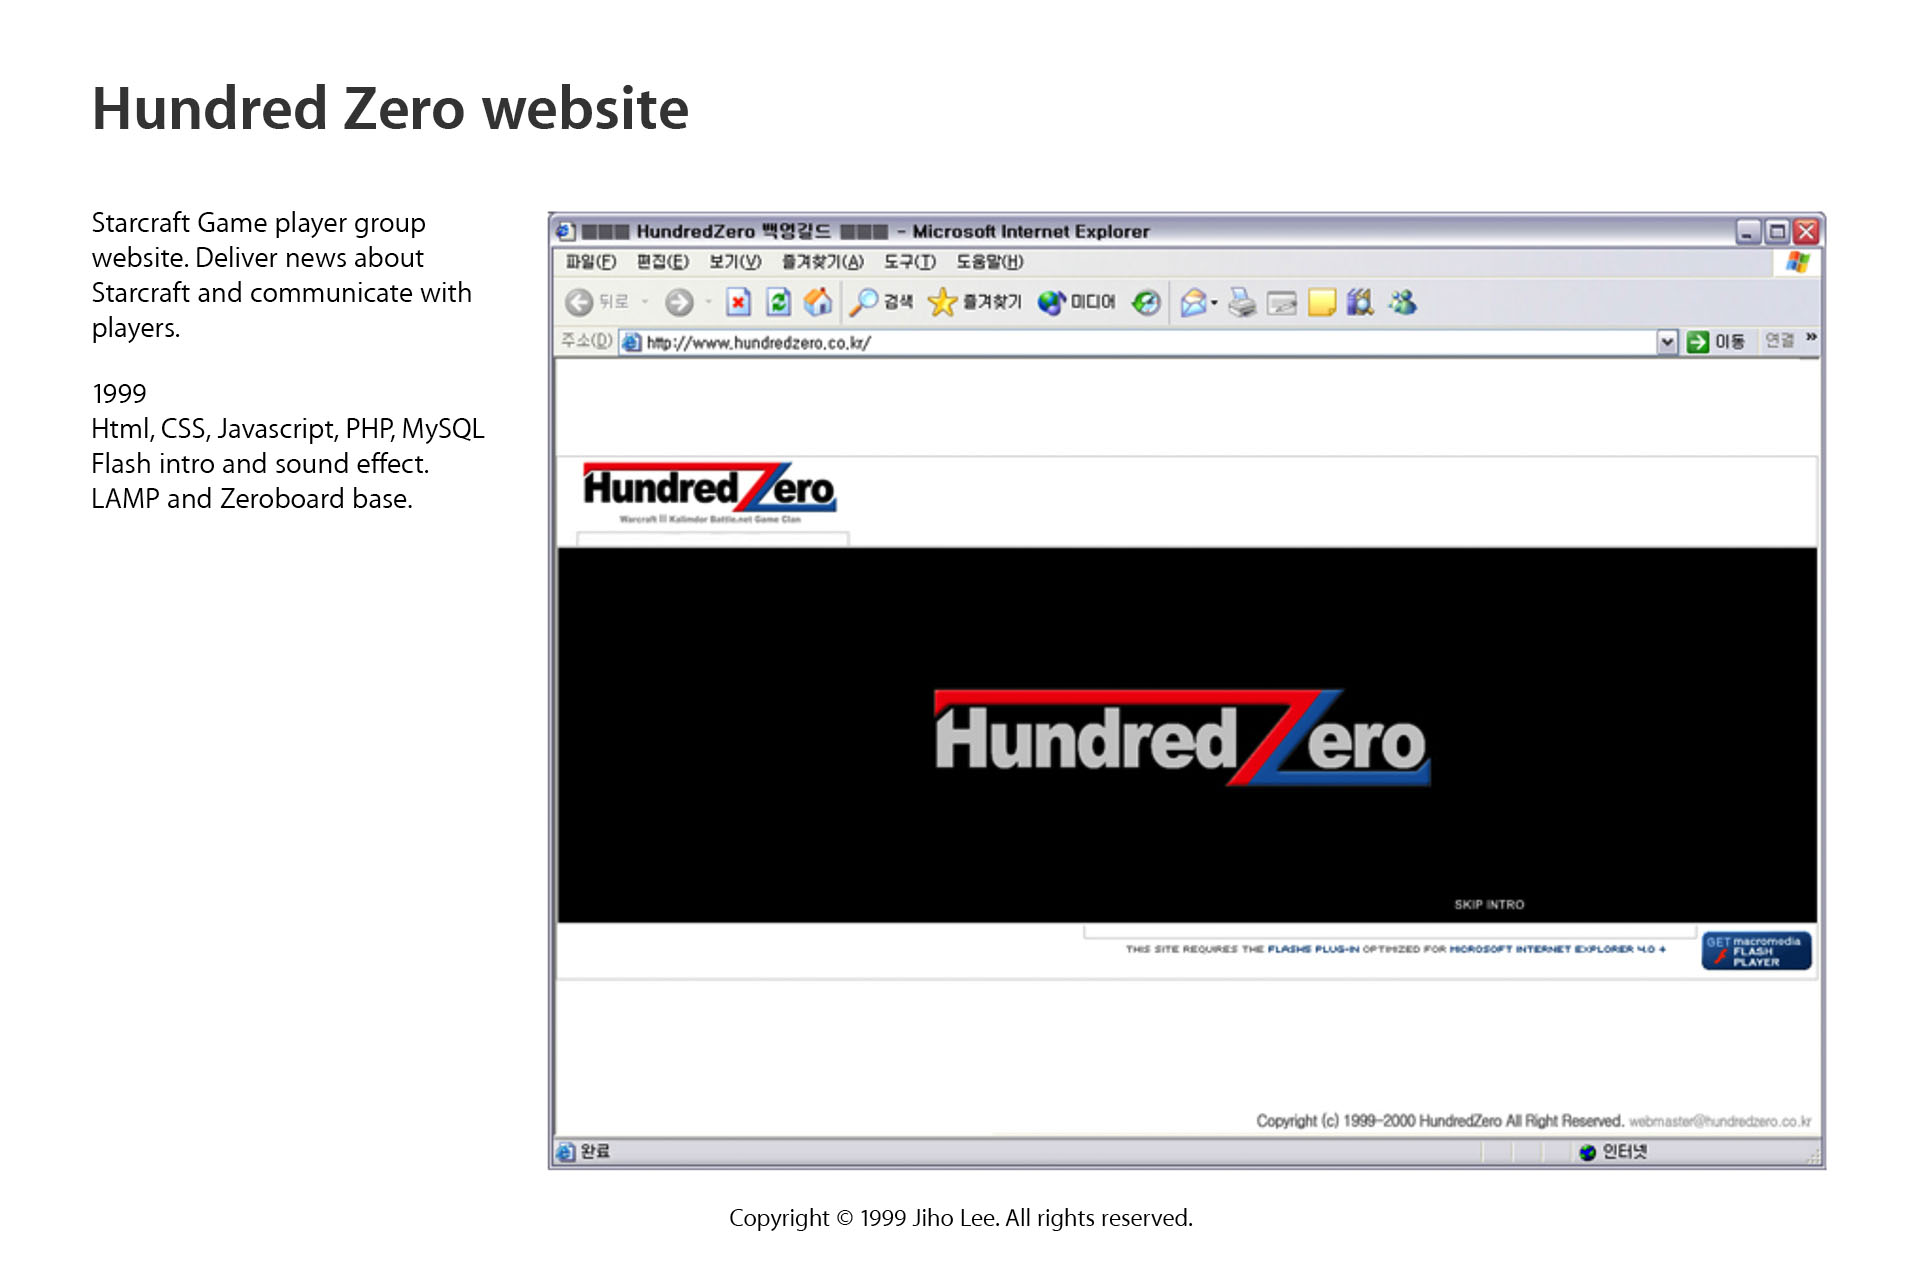 Hundred Zero website
Starcraft Game player group
website. Deliver news about
Starcraft and communicate with
players.
1999
Html, CSS, Javascript, PHP, MySQL
Flash intro and sound effect.
LAMP and Zeroboard base.
■■■ HundredZero 백영길드 ■■■ - Microsoft Internet Explorer
파일(F) 편집(E) 보기(V) 즐겨찾기(A) 도구(T) 도움말(H)
뒤로 검색 즐겨찾기 미디어
주소(D) http://www.hundredzero.co.kr/ 이동 연결 »
HundredZero
Warcraft III Kalimdor Battle.net Game Clan
HundredZero
SKIP INTRO
THIS SITE REQUIRES THE FLASH5 PLUG-IN OPTIMIZED FOR MICROSOFT INTERNET EXPLORER 4.0 +
GET macromedia
FLASH
PLAYER
Copyright (c) 1999-2000 HundredZero All Right Reserved. webmaster@hundredzero.co.kr
완료 인터넷
Copyright © 1999 Jiho Lee. All rights reserved.